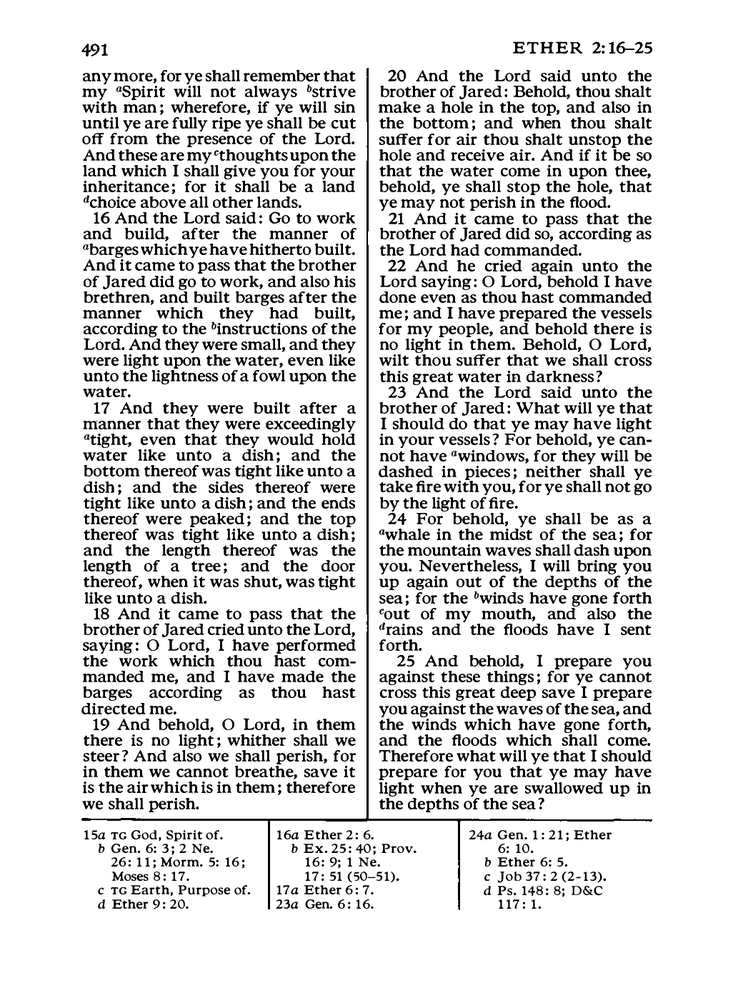 491
ETHER 2:16–25
any more, for ye shall remember that
my aSpirit will not always bstrive
with man; wherefore, if ye will sin
until ye are fully ripe ye shall be cut
off from the presence of the Lord.
And these are my cthoughts upon the
land which I shall give you for your
inheritance; for it shall be a land
dchoice above all other lands.
16 And the Lord said: Go to work
and build, after the manner of
abarges which ye have hitherto built.
And it came to pass that the brother
of Jared did go to work, and also his
brethren, and built barges after the
manner which they had built,
according to the binstructions of the
Lord. And they were small, and they
were light upon the water, even like
unto the lightness of a fowl upon the
water.
17 And they were built after a
manner that they were exceedingly
atight, even that they would hold
water like unto a dish; and the
bottom thereof was tight like unto a
dish; and the sides thereof were
tight like unto a dish; and the ends
thereof were peaked; and the top
thereof was tight like unto a dish;
and the length thereof was the
length of a tree; and the door
thereof, when it was shut, was tight
like unto a dish.
18 And it came to pass that the
brother of Jared cried unto the Lord,
saying: O Lord, I have performed
the work which thou hast com-
manded me, and I have made the
barges according as thou hast
directed me.
19 And behold, O Lord, in them
there is no light; whither shall we
steer? And also we shall perish, for
in them we cannot breathe, save it
is the air which is in them; therefore
we shall perish.
20 And the Lord said unto the
brother of Jared: Behold, thou shalt
make a hole in the top, and also in
the bottom; and when thou shalt
suffer for air thou shalt unstop the
hole and receive air. And if it be so
that the water come in upon thee,
behold, ye shall stop the hole, that
ye may not perish in the flood.
21 And it came to pass that the
brother of Jared did so, according as
the Lord had commanded.
22 And he cried again unto the
Lord saying: O Lord, behold I have
done even as thou hast commanded
me; and I have prepared the vessels
for my people, and behold there is
no light in them. Behold, O Lord,
wilt thou suffer that we shall cross
this great water in darkness?
23 And the Lord said unto the
brother of Jared: What will ye that
I should do that ye may have light
in your vessels? For behold, ye can-
not have awindows, for they will be
dashed in pieces; neither shall ye
take fire with you, for ye shall not go
by the light of fire.
24 For behold, ye shall be as a
awhale in the midst of the sea; for
the mountain waves shall dash upon
you. Nevertheless, I will bring you
up again out of the depths of the
sea; for the bwinds have gone forth
cout of my mouth, and also the
drains and the floods have I sent
forth.
25 And behold, I prepare you
against these things; for ye cannot
cross this great deep save I prepare
you against the waves of the sea, and
the winds which have gone forth,
and the floods which shall come.
Therefore what will ye that I should
prepare for you that ye may have
light when ye are swallowed up in
the depths of the sea?
15a TG God, Spirit of.
b Gen. 6: 3; 2 Ne.
26: 11; Morm. 5: 16;
Moses 8: 17.
c TG Earth, Purpose of.
d Ether 9: 20.
16a Ether 2: 6.
b Ex. 25: 40; Prov.
16: 9; 1 Ne.
17: 51 (50–51).
17a Ether 6: 7.
23a Gen. 6: 16.
24a Gen. 1: 21; Ether
6: 10.
b Ether 6: 5.
c Job 37: 2 (2-13).
d Ps. 148: 8; D&C
117: 1.